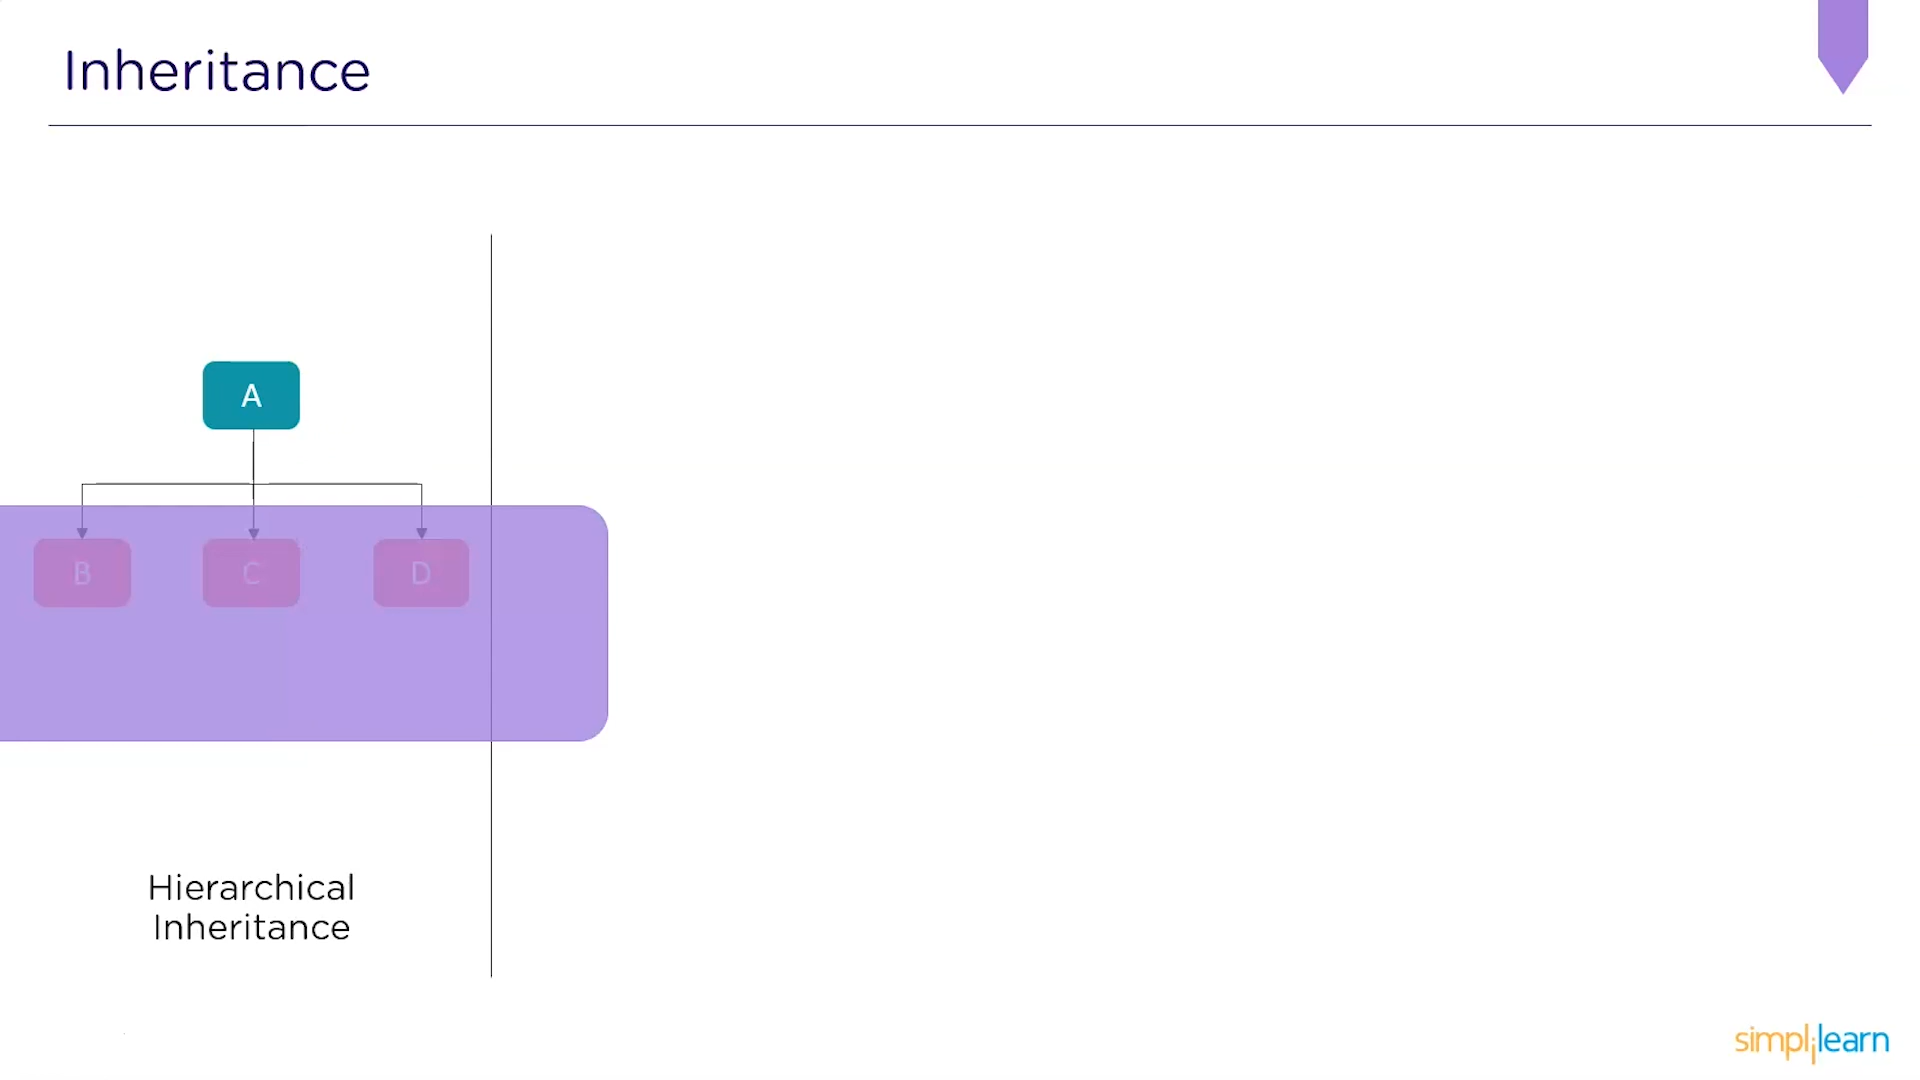 Inheritance
A
B C D
Hierarchical
Inheritance
simplilearn